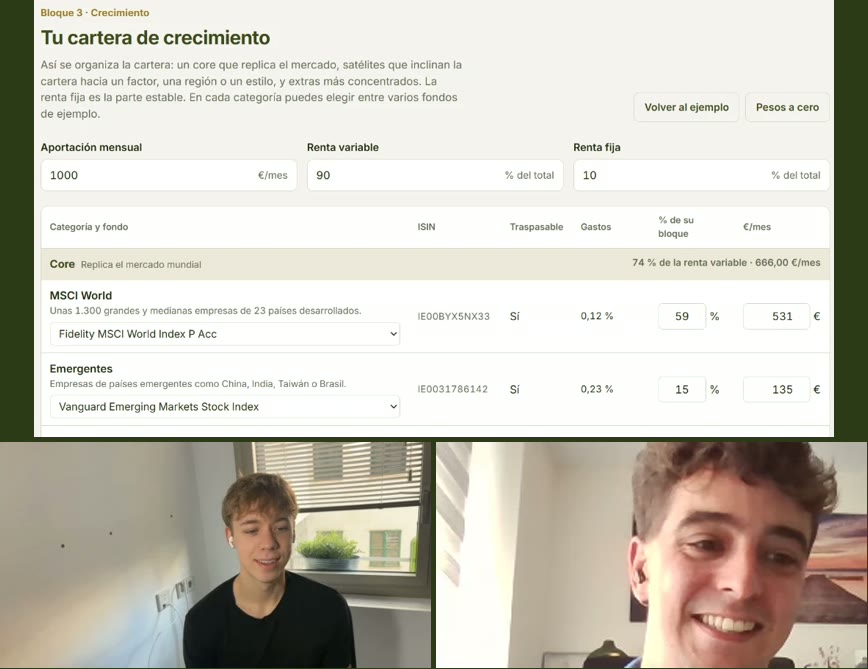 Bloque 3 · Crecimiento
Tu cartera de crecimiento
Así se organiza la cartera: un core que replica el mercado, satélites que inclinan la
cartera hacia un factor, una región o un estilo, y extras más concentrados. La
renta fija es la parte estable. En cada categoría puedes elegir entre varios fondos
de ejemplo.
Volver al ejemplo
Pesos a cero
Aportación mensual
Renta variable
Renta fija
1000 €/mes
90 % del total
10 % del total
Categoría y fondo
ISIN
Traspasable
Gastos
% de su
bloque
€/mes
Core Replica el mercado mundial
74 % de la renta variable · 666,00 €/mes
MSCI World
Unas 1.300 grandes y medianas empresas de 23 países desarrollados.
Fidelity MSCI World Index P Acc
IE00BYX5NX33
Sí
0,12 %
59 %
531 €
Emergentes
Empresas de países emergentes como China, India, Taiwán o Brasil.
Vanguard Emerging Markets Stock Index
IE0031786142
Sí
0,23 %
15 %
135 €